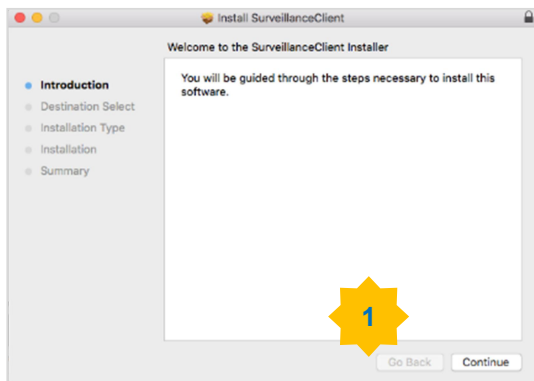 Install SurveillanceClient
Welcome to the SurveillanceClient Installer
Introduction
Destination Select
Installation Type
Installation
Summary
You will be guided through the steps necessary to install this
software.
1
Go Back
Continue